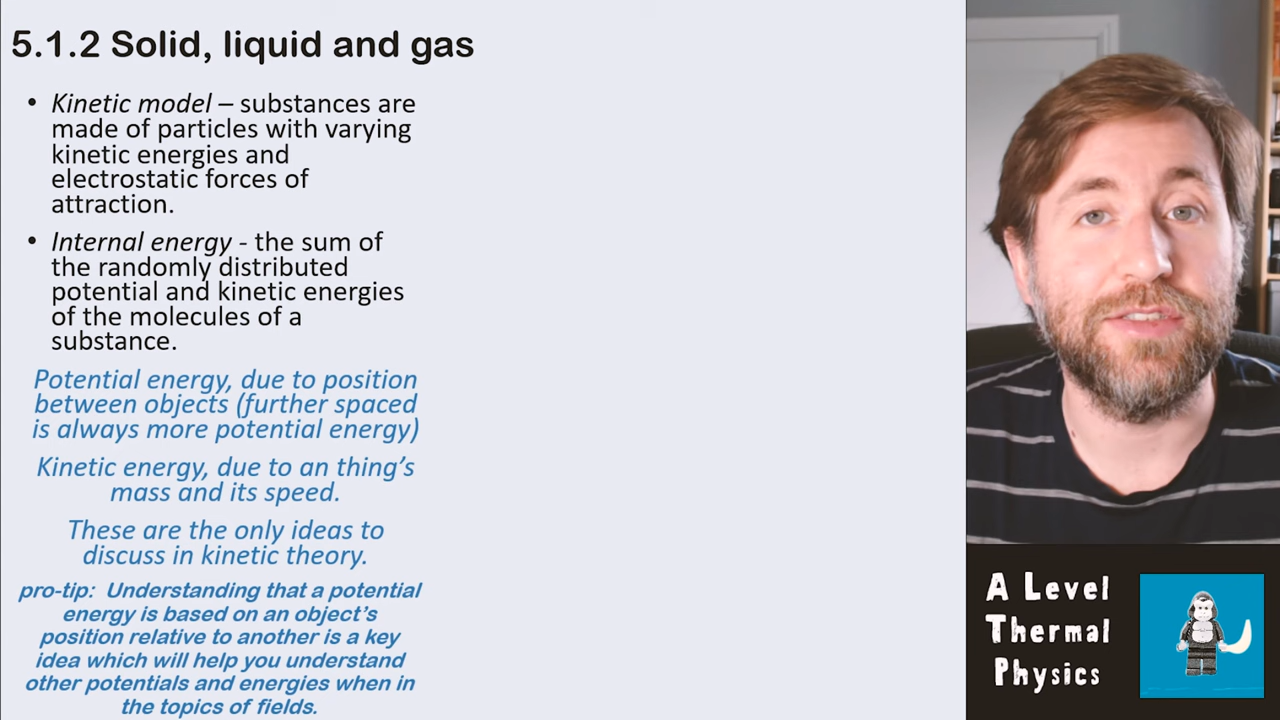 5.1.2 Solid, liquid and gas
• Kinetic model – substances are
made of particles with varying
kinetic energies and
electrostatic forces of
attraction.
• Internal energy - the sum of
the randomly distributed
potential and kinetic energies
of the molecules of a
substance.
Potential energy, due to position
between objects (further spaced
is always more potential energy)
Kinetic energy, due to an thing’s
mass and its speed.
These are the only ideas to
discuss in kinetic theory.
pro-tip: Understanding that a potential
energy is based on an object’s
position relative to another is a key
idea which will help you understand
other potentials and energies when in
the topics of fields.
A Level
Thermal
Physics